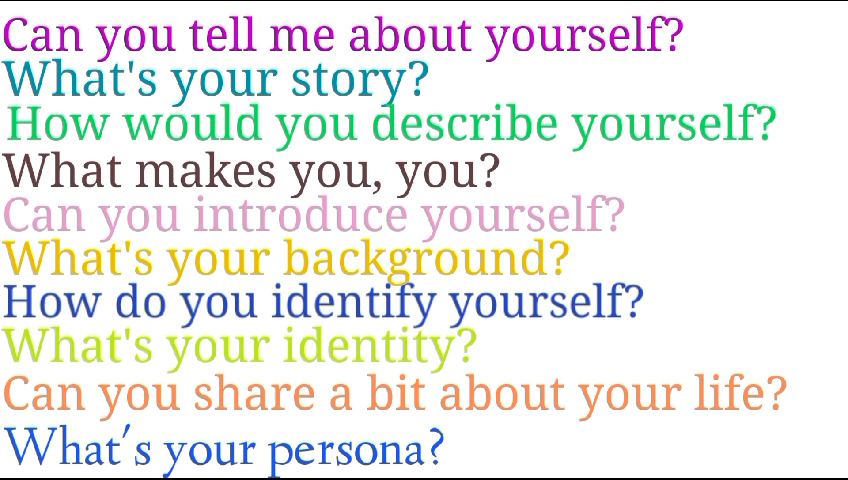 Can you tell me about yourself?
What's your story?
How would you describe yourself?
What makes you, you?
Can you introduce yourself?
What's your background?
How do you identify yourself?
What's your identity?
Can you share a bit about your life?
What's your persona?